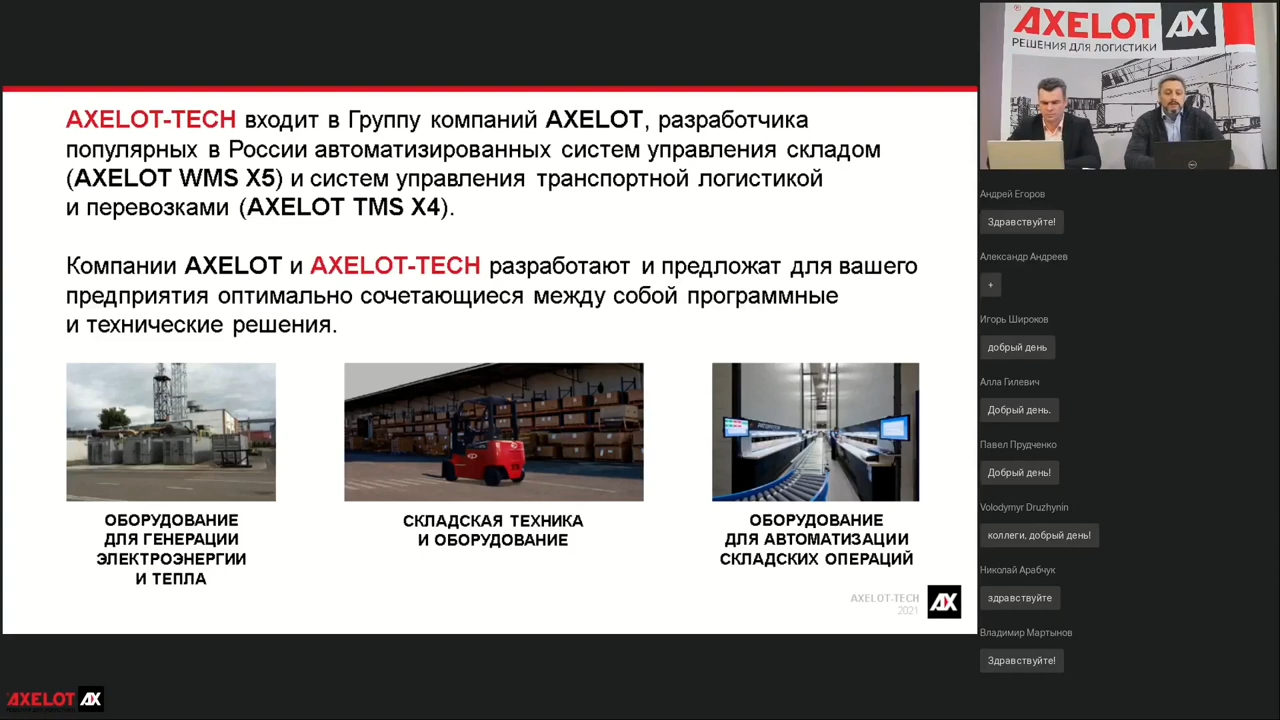 AXELOT-TECH входит в Группу компаний AXELOT, разработчика
популярных в России автоматизированных систем управления складом
(AXELOT WMS X5) и систем управления транспортной логистикой
и перевозками (AXELOT TMS X4).
Компании AXELOT и AXELOT-TECH разработают и предложат для вашего
предприятия оптимально сочетающиеся между собой программные
и технические решения.
ОБОРУДОВАНИЕ
ДЛЯ ГЕНЕРАЦИИ
ЭЛЕКТРОЭНЕРГИИ
И ТЕПЛА
СКЛАДСКАЯ ТЕХНИКА
И ОБОРУДОВАНИЕ
ОБОРУДОВАНИЕ
ДЛЯ АВТОМАТИЗАЦИИ
СКЛАДСКИХ ОПЕРАЦИЙ
AXELOT-TECH
2021
AX
AXELOT AX
AXELOT AX
РЕШЕНИЯ ДЛЯ ЛОГИСТИКИ
Андрей Егоров
Здравствуйте!
Александр Андреев
+
Игорь Широков
добрый день
Алла Гилевич
Добрый день.
Павел Прудченко
Добрый день!
Volodymyr Druzhynin
коллеги, добрый день!
Николай Арабчук
здравствуйте
Владимир Мартынов
Здравствуйте!